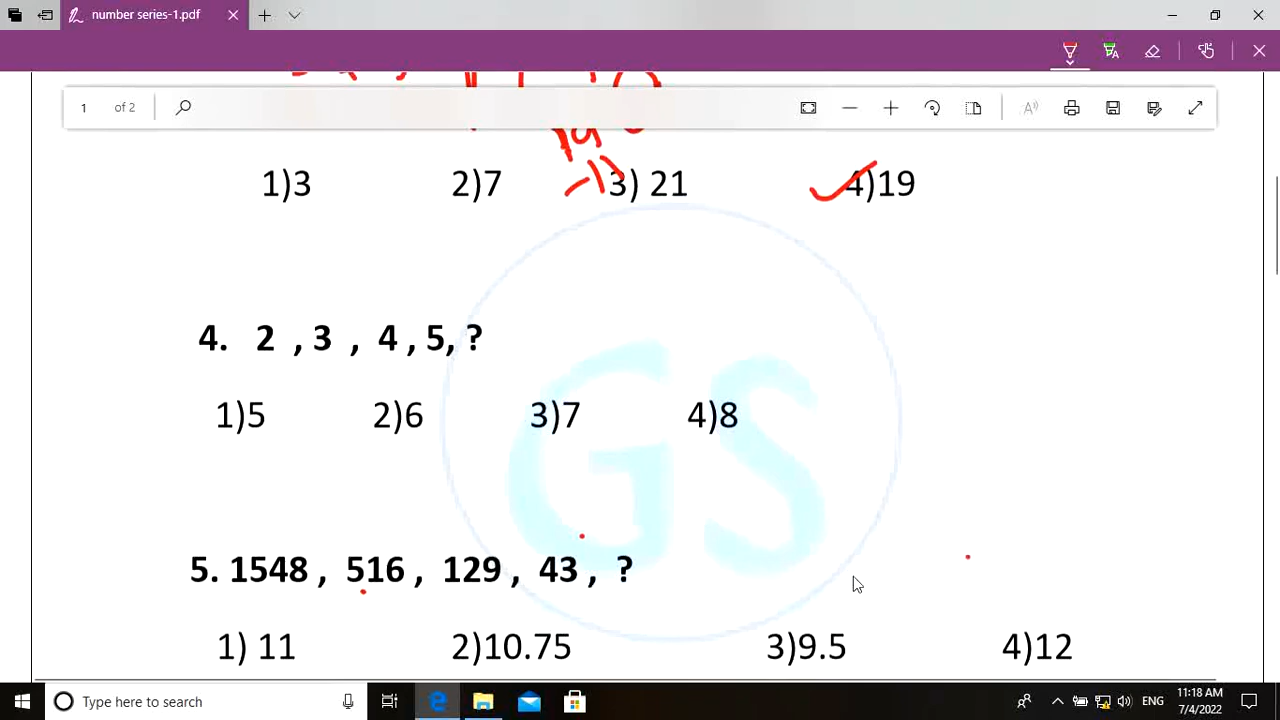 number series-1.pdf
1 of 2
1)3 2)7 3) 21 4)19
4. 2 , 3 , 4 , 5, ?
1)5 2)6 3)7 4)8
GS
5. 1548 , 516 , 129 , 43 , ?
1) 11 2)10.75 3)9.5 4)12
Type here to search
ENG
11:18 AM
7/4/2022